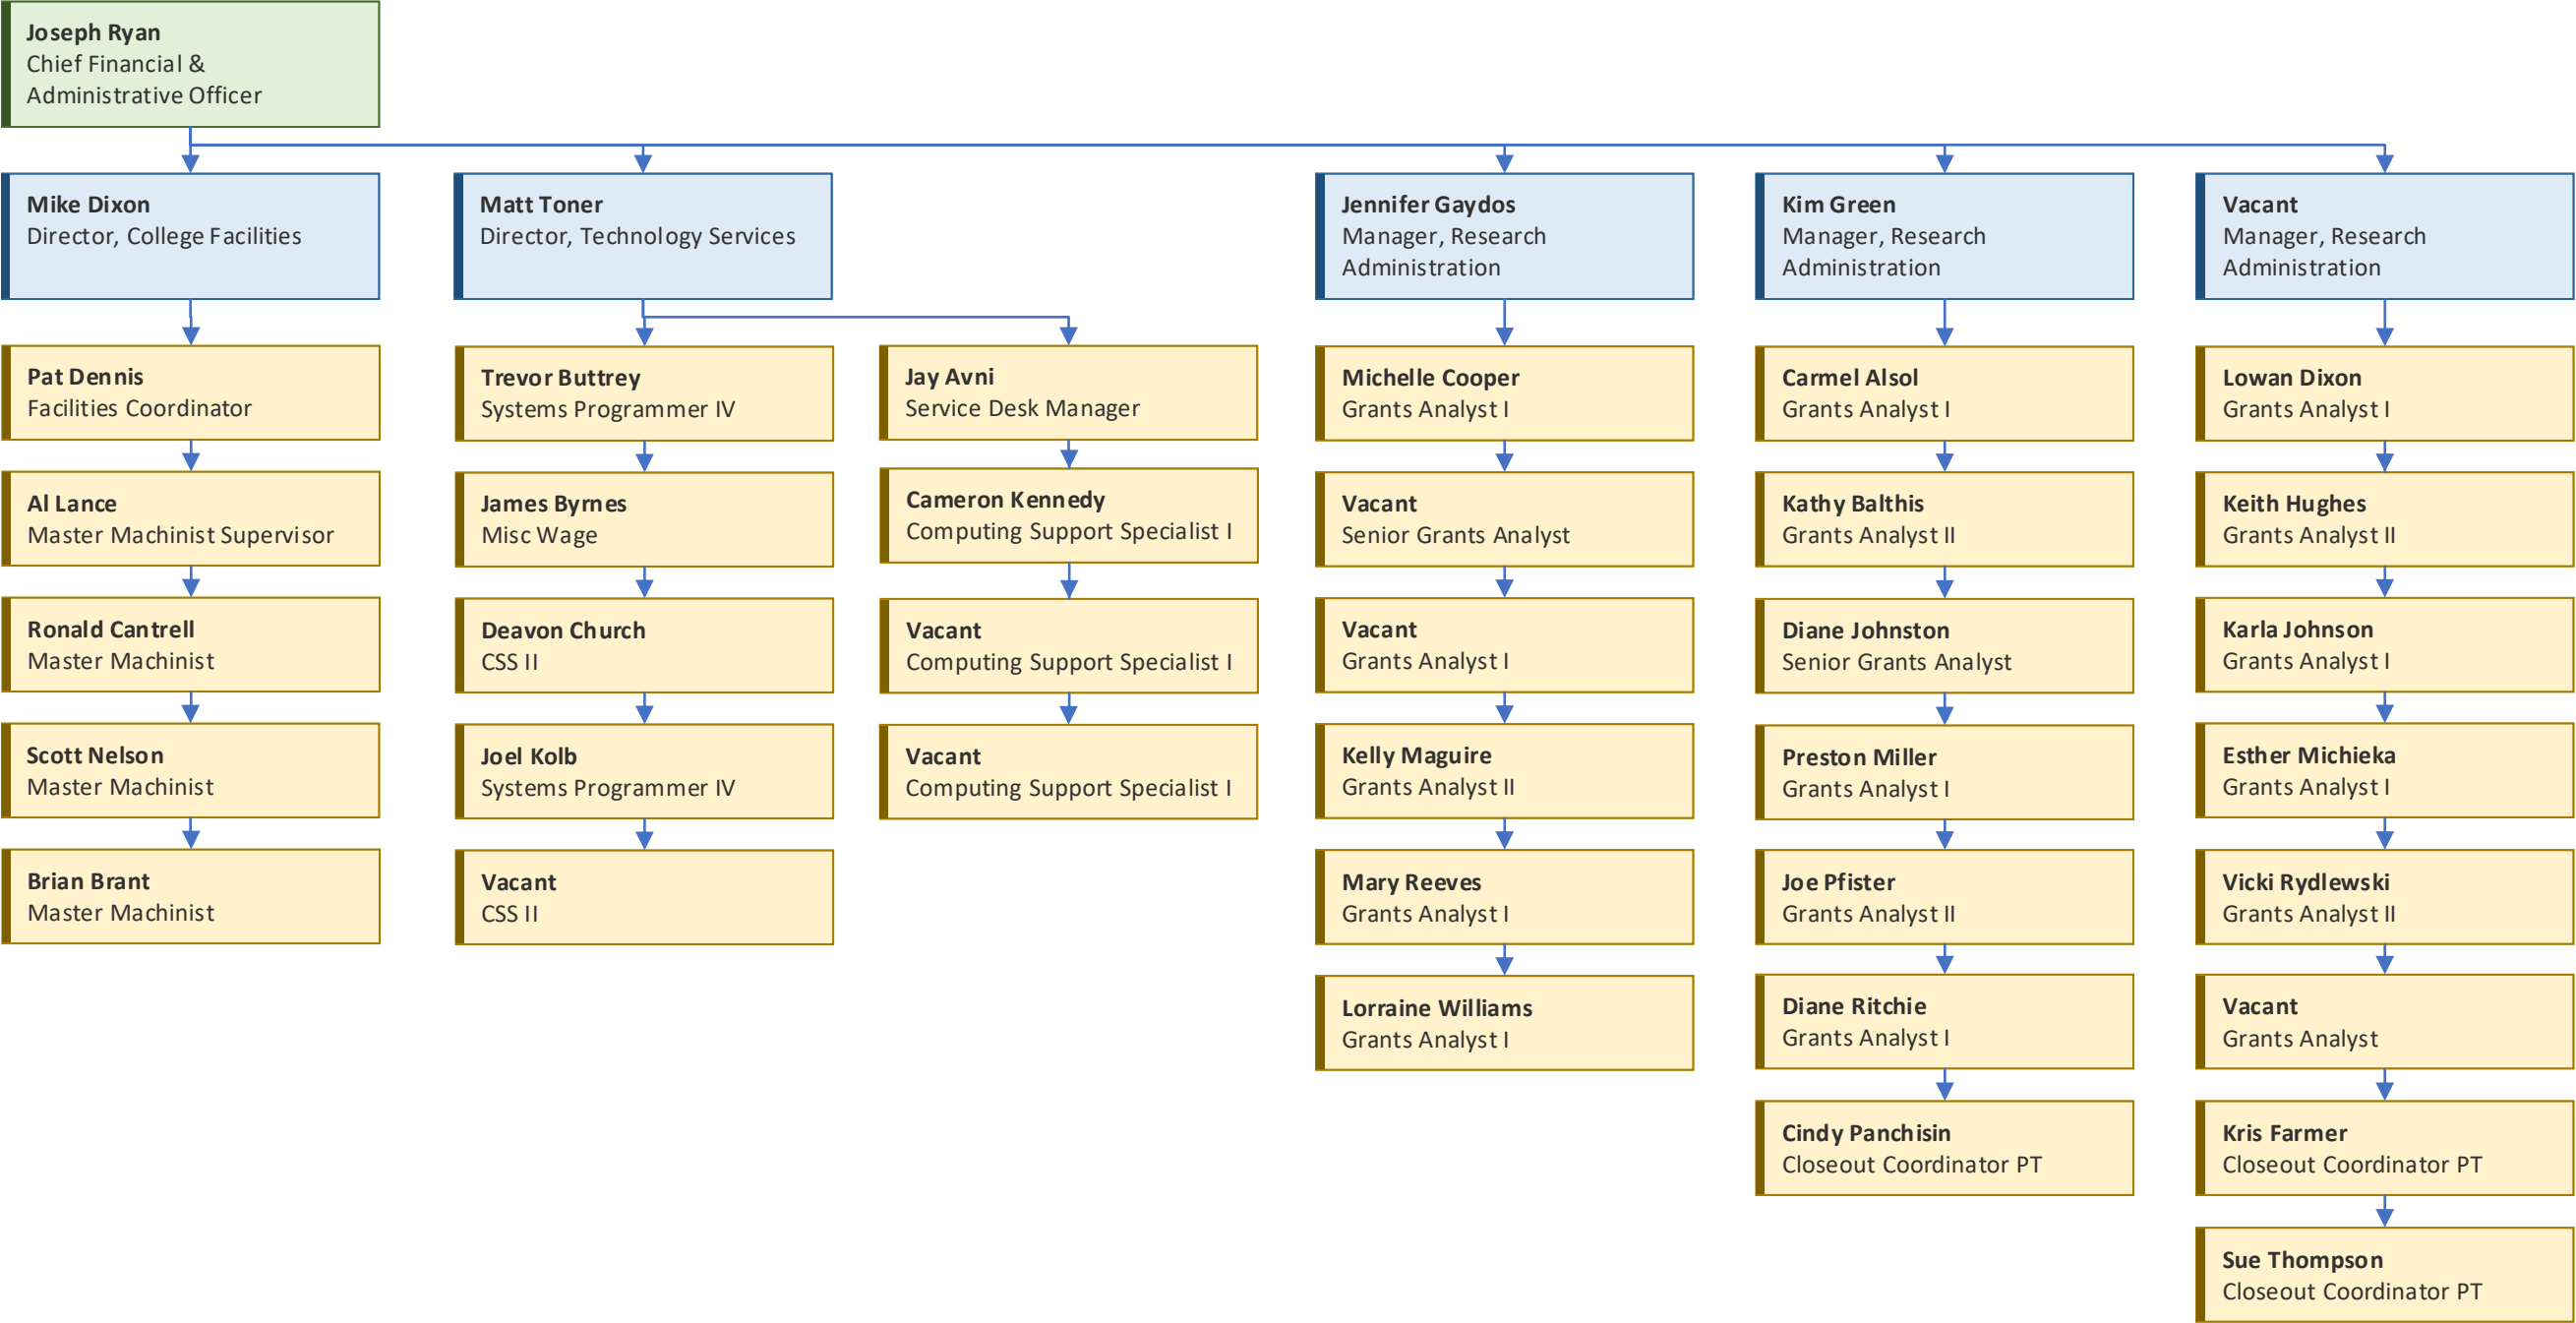 Joseph Ryan
Chief Financial &
Administrative Officer
Mike Dixon
Director, College Facilities
Matt Toner
Director, Technology Services
Jennifer Gaydos
Manager, Research
Administration
Kim Green
Manager, Research
Administration
Vacant
Manager, Research
Administration
Pat Dennis
Facilities Coordinator
Al Lance
Master Machinist Supervisor
Ronald Cantrell
Master Machinist
Scott Nelson
Master Machinist
Brian Brant
Master Machinist
Trevor Buttrey
Systems Programmer IV
James Byrnes
Misc Wage
Deavon Church
CSS II
Joel Kolb
Systems Programmer IV
Vacant
CSS II
Jay Avni
Service Desk Manager
Cameron Kennedy
Computing Support Specialist I
Vacant
Computing Support Specialist I
Vacant
Computing Support Specialist I
Michelle Cooper
Grants Analyst I
Vacant
Senior Grants Analyst
Vacant
Grants Analyst I
Kelly Maguire
Grants Analyst II
Mary Reeves
Grants Analyst I
Lorraine Williams
Grants Analyst I
Carmel Alsol
Grants Analyst I
Kathy Balthis
Grants Analyst II
Diane Johnston
Senior Grants Analyst
Preston Miller
Grants Analyst I
Joe Pfister
Grants Analyst II
Diane Ritchie
Grants Analyst I
Cindy Panchisin
Closeout Coordinator PT
Lowan Dixon
Grants Analyst I
Keith Hughes
Grants Analyst II
Karla Johnson
Grants Analyst I
Esther Michieka
Grants Analyst I
Vicki Rydlewski
Grants Analyst II
Vacant
Grants Analyst
Kris Farmer
Closeout Coordinator PT
Sue Thompson
Closeout Coordinator PT